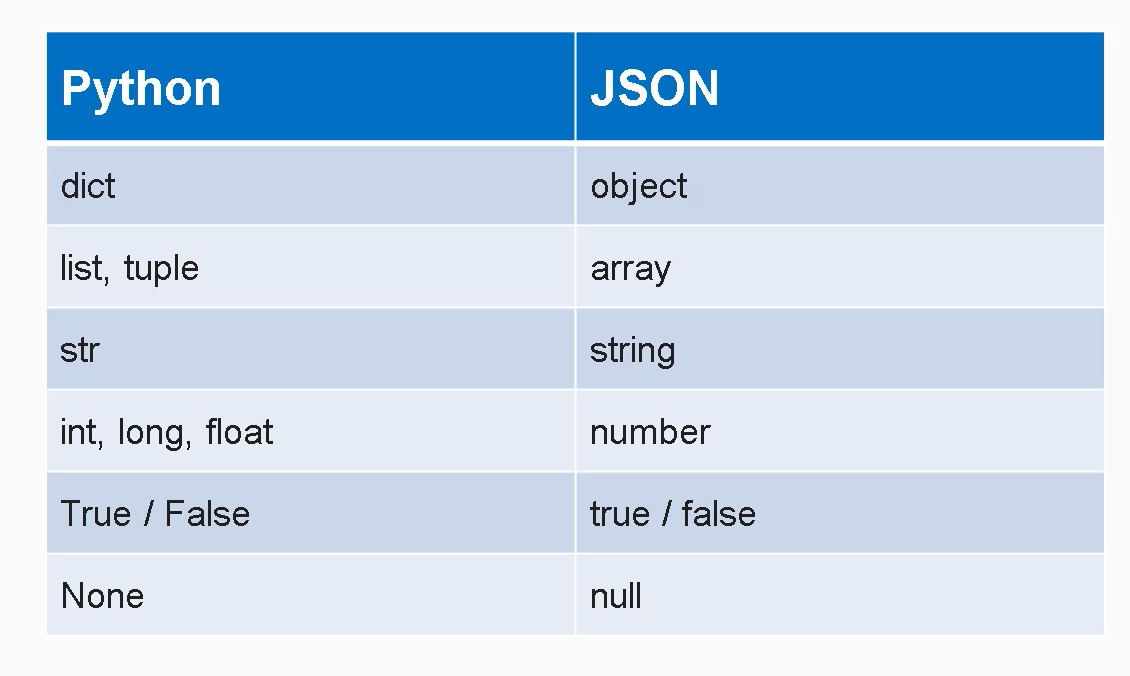 Python JSON
dict object
list, tuple array
str string
int, long, float number
True / False true / false
None null